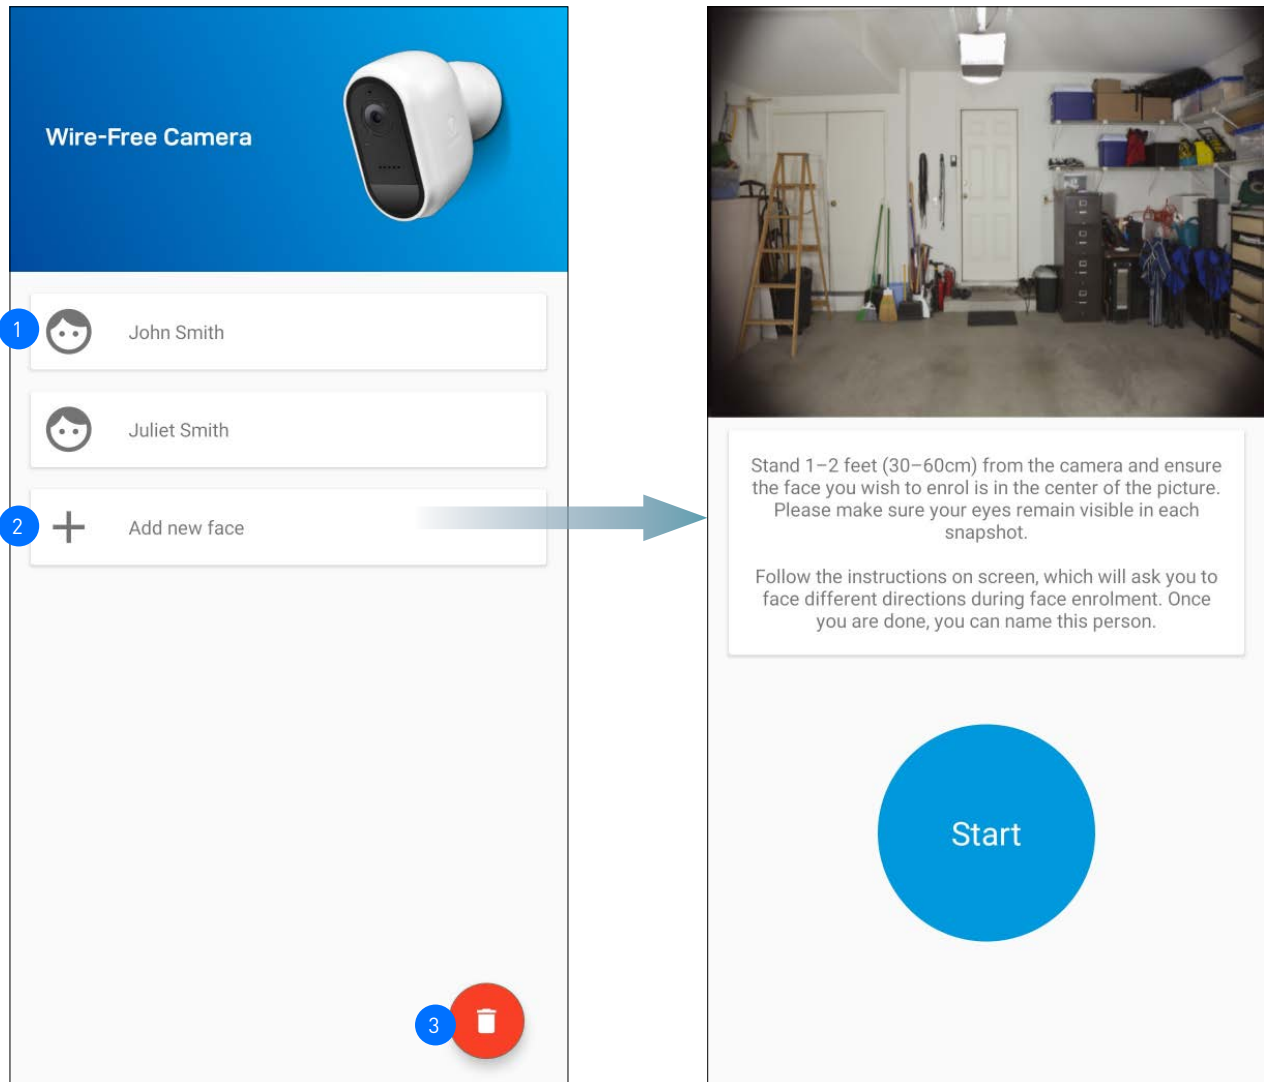 Wire-Free Camera
1
John Smith
Juliet Smith
2
Add new face
3
Stand 1–2 feet (30–60cm) from the camera and ensure
the face you wish to enrol is in the center of the picture.
Please make sure your eyes remain visible in each
snapshot.
Follow the instructions on screen, which will ask you to
face different directions during face enrolment. Once
you are done, you can name this person.
Start